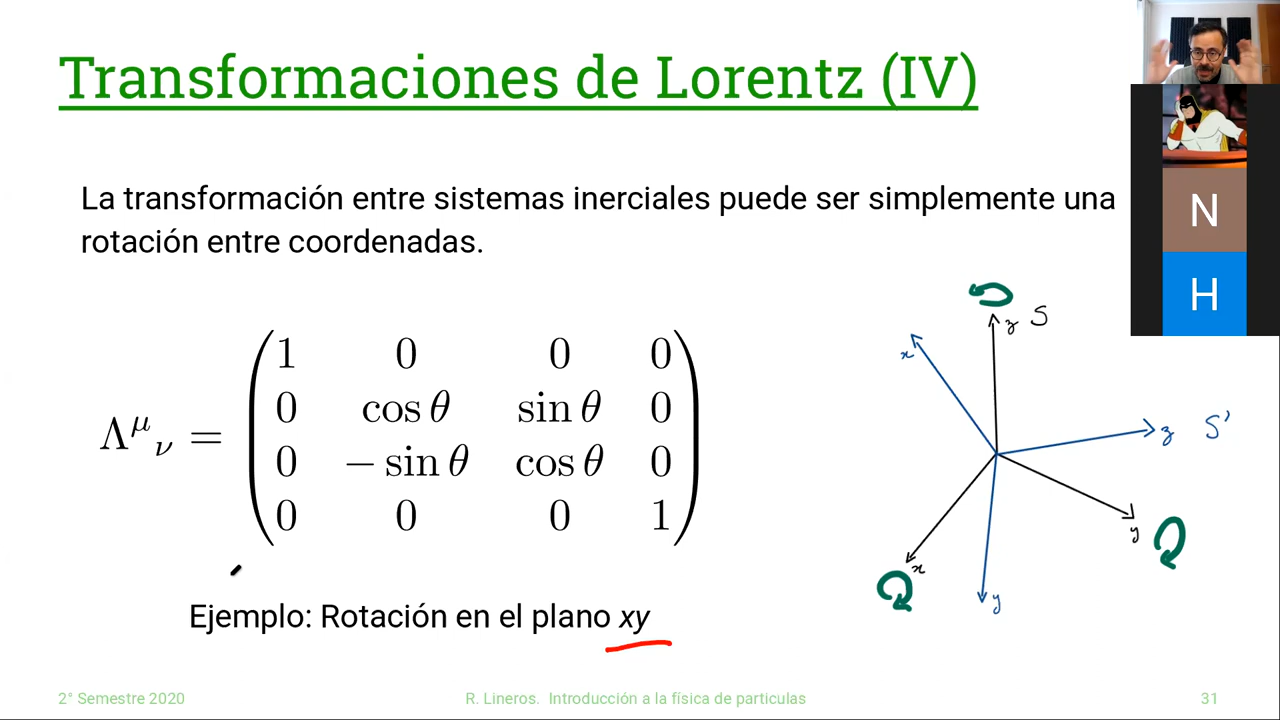 Transformaciones de Lorentz (IV)
La transformación entre sistemas inerciales puede ser simplemente una
rotación entre coordenadas.
N
H
z S
x
z S'
y
x
y
Λ^μ_ν = 
1 0 0 0
0 cos θ sin θ 0
0 − sin θ cos θ 0
0 0 0 1
Ejemplo: Rotación en el plano xy
2° Semestre 2020
R. Lineros. Introducción a la física de particulas
31